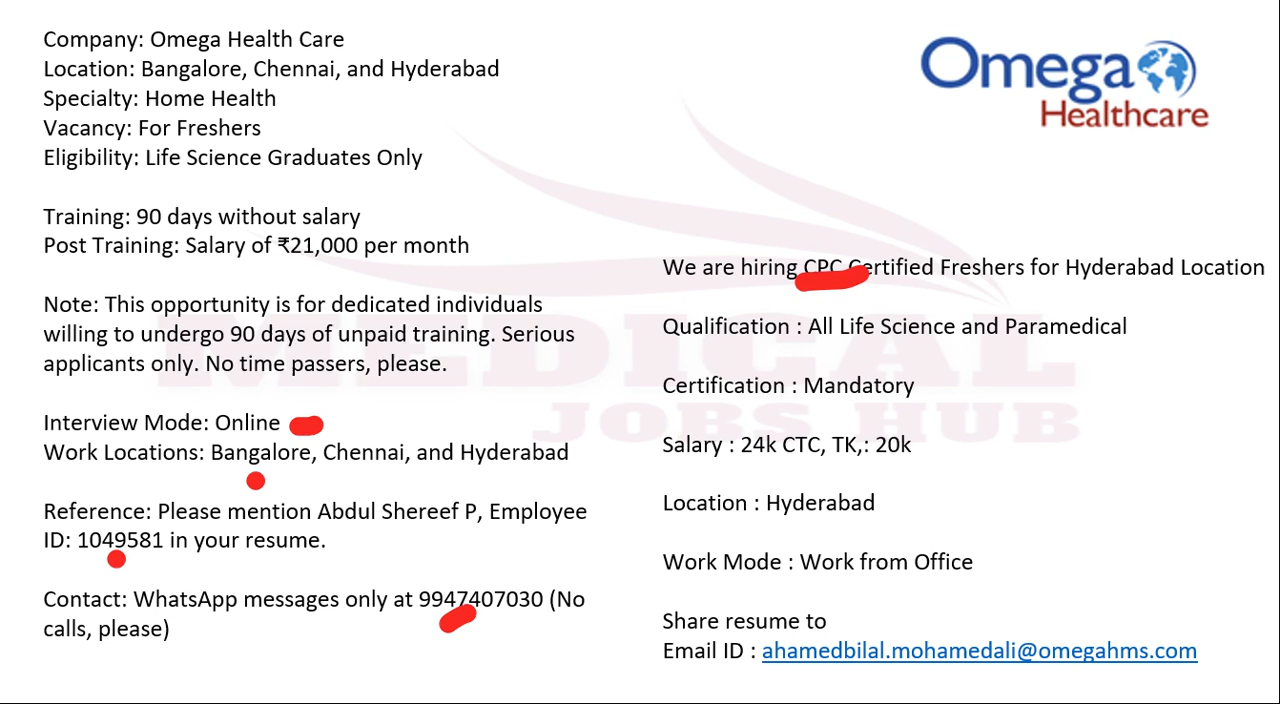 Company: Omega Health Care
Location: Bangalore, Chennai, and Hyderabad
Specialty: Home Health
Vacancy: For Freshers
Eligibility: Life Science Graduates Only
Training: 90 days without salary
Post Training: Salary of ₹21,000 per month
Note: This opportunity is for dedicated individuals
willing to undergo 90 days of unpaid training. Serious
applicants only. No time passers, please.
Interview Mode: Online
Work Locations: Bangalore, Chennai, and Hyderabad
Reference: Please mention Abdul Shereef P, Employee
ID: 1049581 in your resume.
Contact: WhatsApp messages only at 9947407030 (No
calls, please)
Omega
Healthcare
We are hiring CPC Certified Freshers for Hyderabad Location
Qualification : All Life Science and Paramedical
Certification : Mandatory
Salary : 24k CTC, TK,: 20k
Location : Hyderabad
Work Mode : Work from Office
Share resume to
Email ID : ahamedbilal.mohamedali@omegahms.com
MEDICAL
JOBS HUB